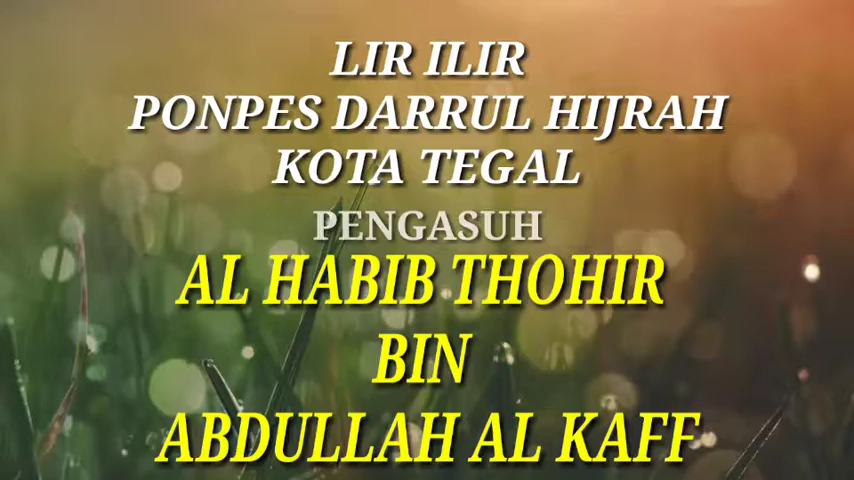 LIR ILIR
PONPES DARRUL HIJRAH
KOTA TEGAL
PENGASUH
AL HABIB THOHIR
BIN
ABDULLAH AL KAFF